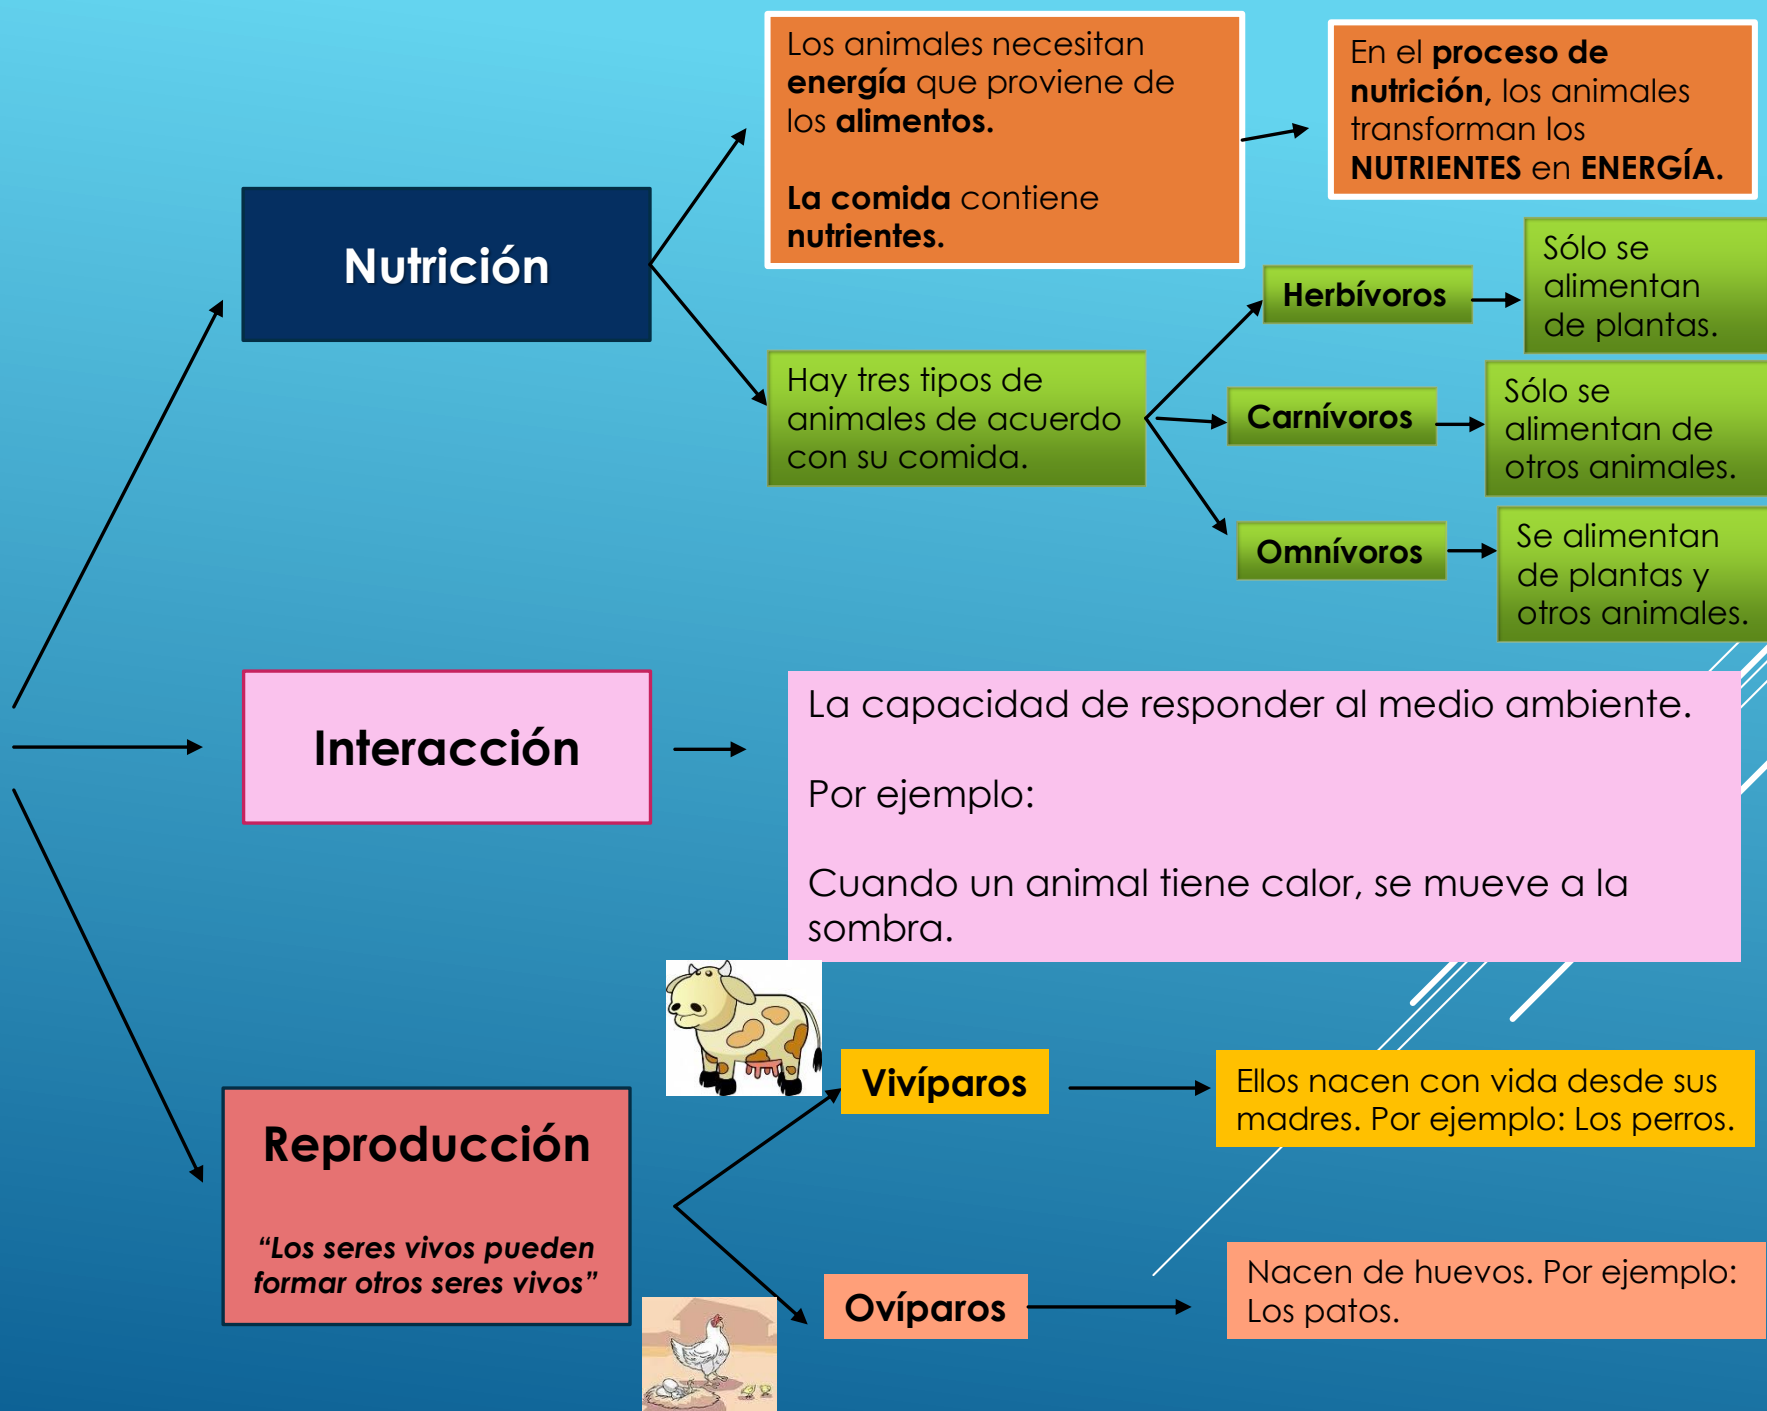 Nutrición
Los animales necesitan
energía que proviene de
los alimentos.
La comida contiene
nutrientes.
En el proceso de
nutrición, los animales
transforman los
NUTRIENTES en ENERGÍA.
Hay tres tipos de
animales de acuerdo
con su comida.
Herbívoros
Sólo se
alimentan
de plantas.
Carnívoros
Sólo se
alimentan de
otros animales.
Omnívoros
Se alimentan
de plantas y
otros animales.
Interacción
La capacidad de responder al medio ambiente.
Por ejemplo:
Cuando un animal tiene calor, se mueve a la
sombra.
Reproducción
“Los seres vivos pueden
formar otros seres vivos”
Vivíparos
Ellos nacen con vida desde sus
madres. Por ejemplo: Los perros.
Ovíparos
Nacen de huevos. Por ejemplo:
Los patos.